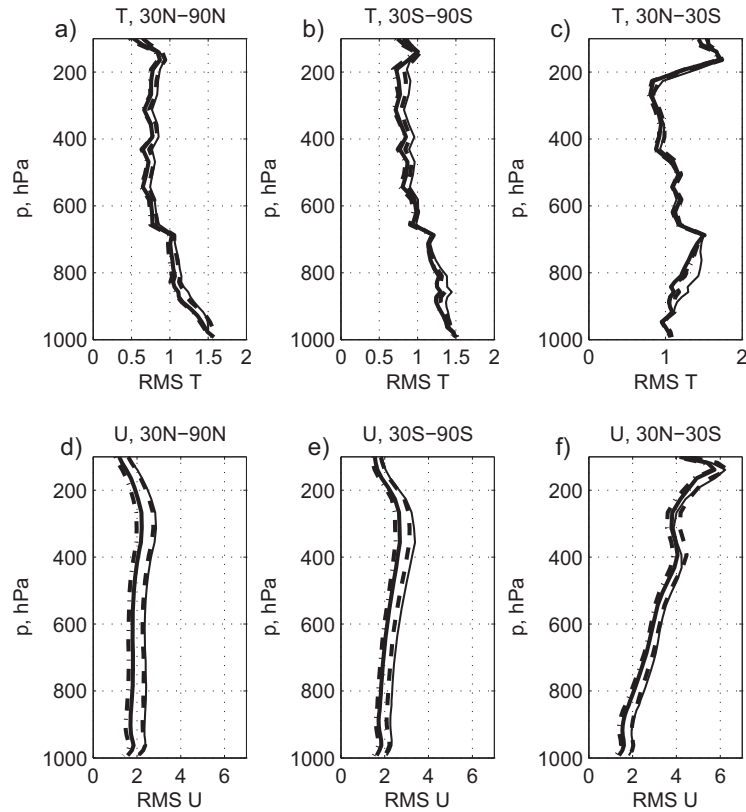 a) T, 30N−90N
200
400
600
800
1000
p, hPa
0 0.5 1 1.5 2
RMS T
b) T, 30S−90S
200
400
600
800
1000
p, hPa
0 0.5 1 1.5 2
RMS T
c) T, 30N−30S
200
400
600
800
1000
p, hPa
0 1 2
RMS T
d) U, 30N−90N
200
400
600
800
1000
p, hPa
0 2 4 6
RMS U
e) U, 30S−90S
200
400
600
800
1000
p, hPa
0 2 4 6
RMS U
f) U, 30N−30S
200
400
600
800
1000
p, hPa
0 2 4 6
RMS U